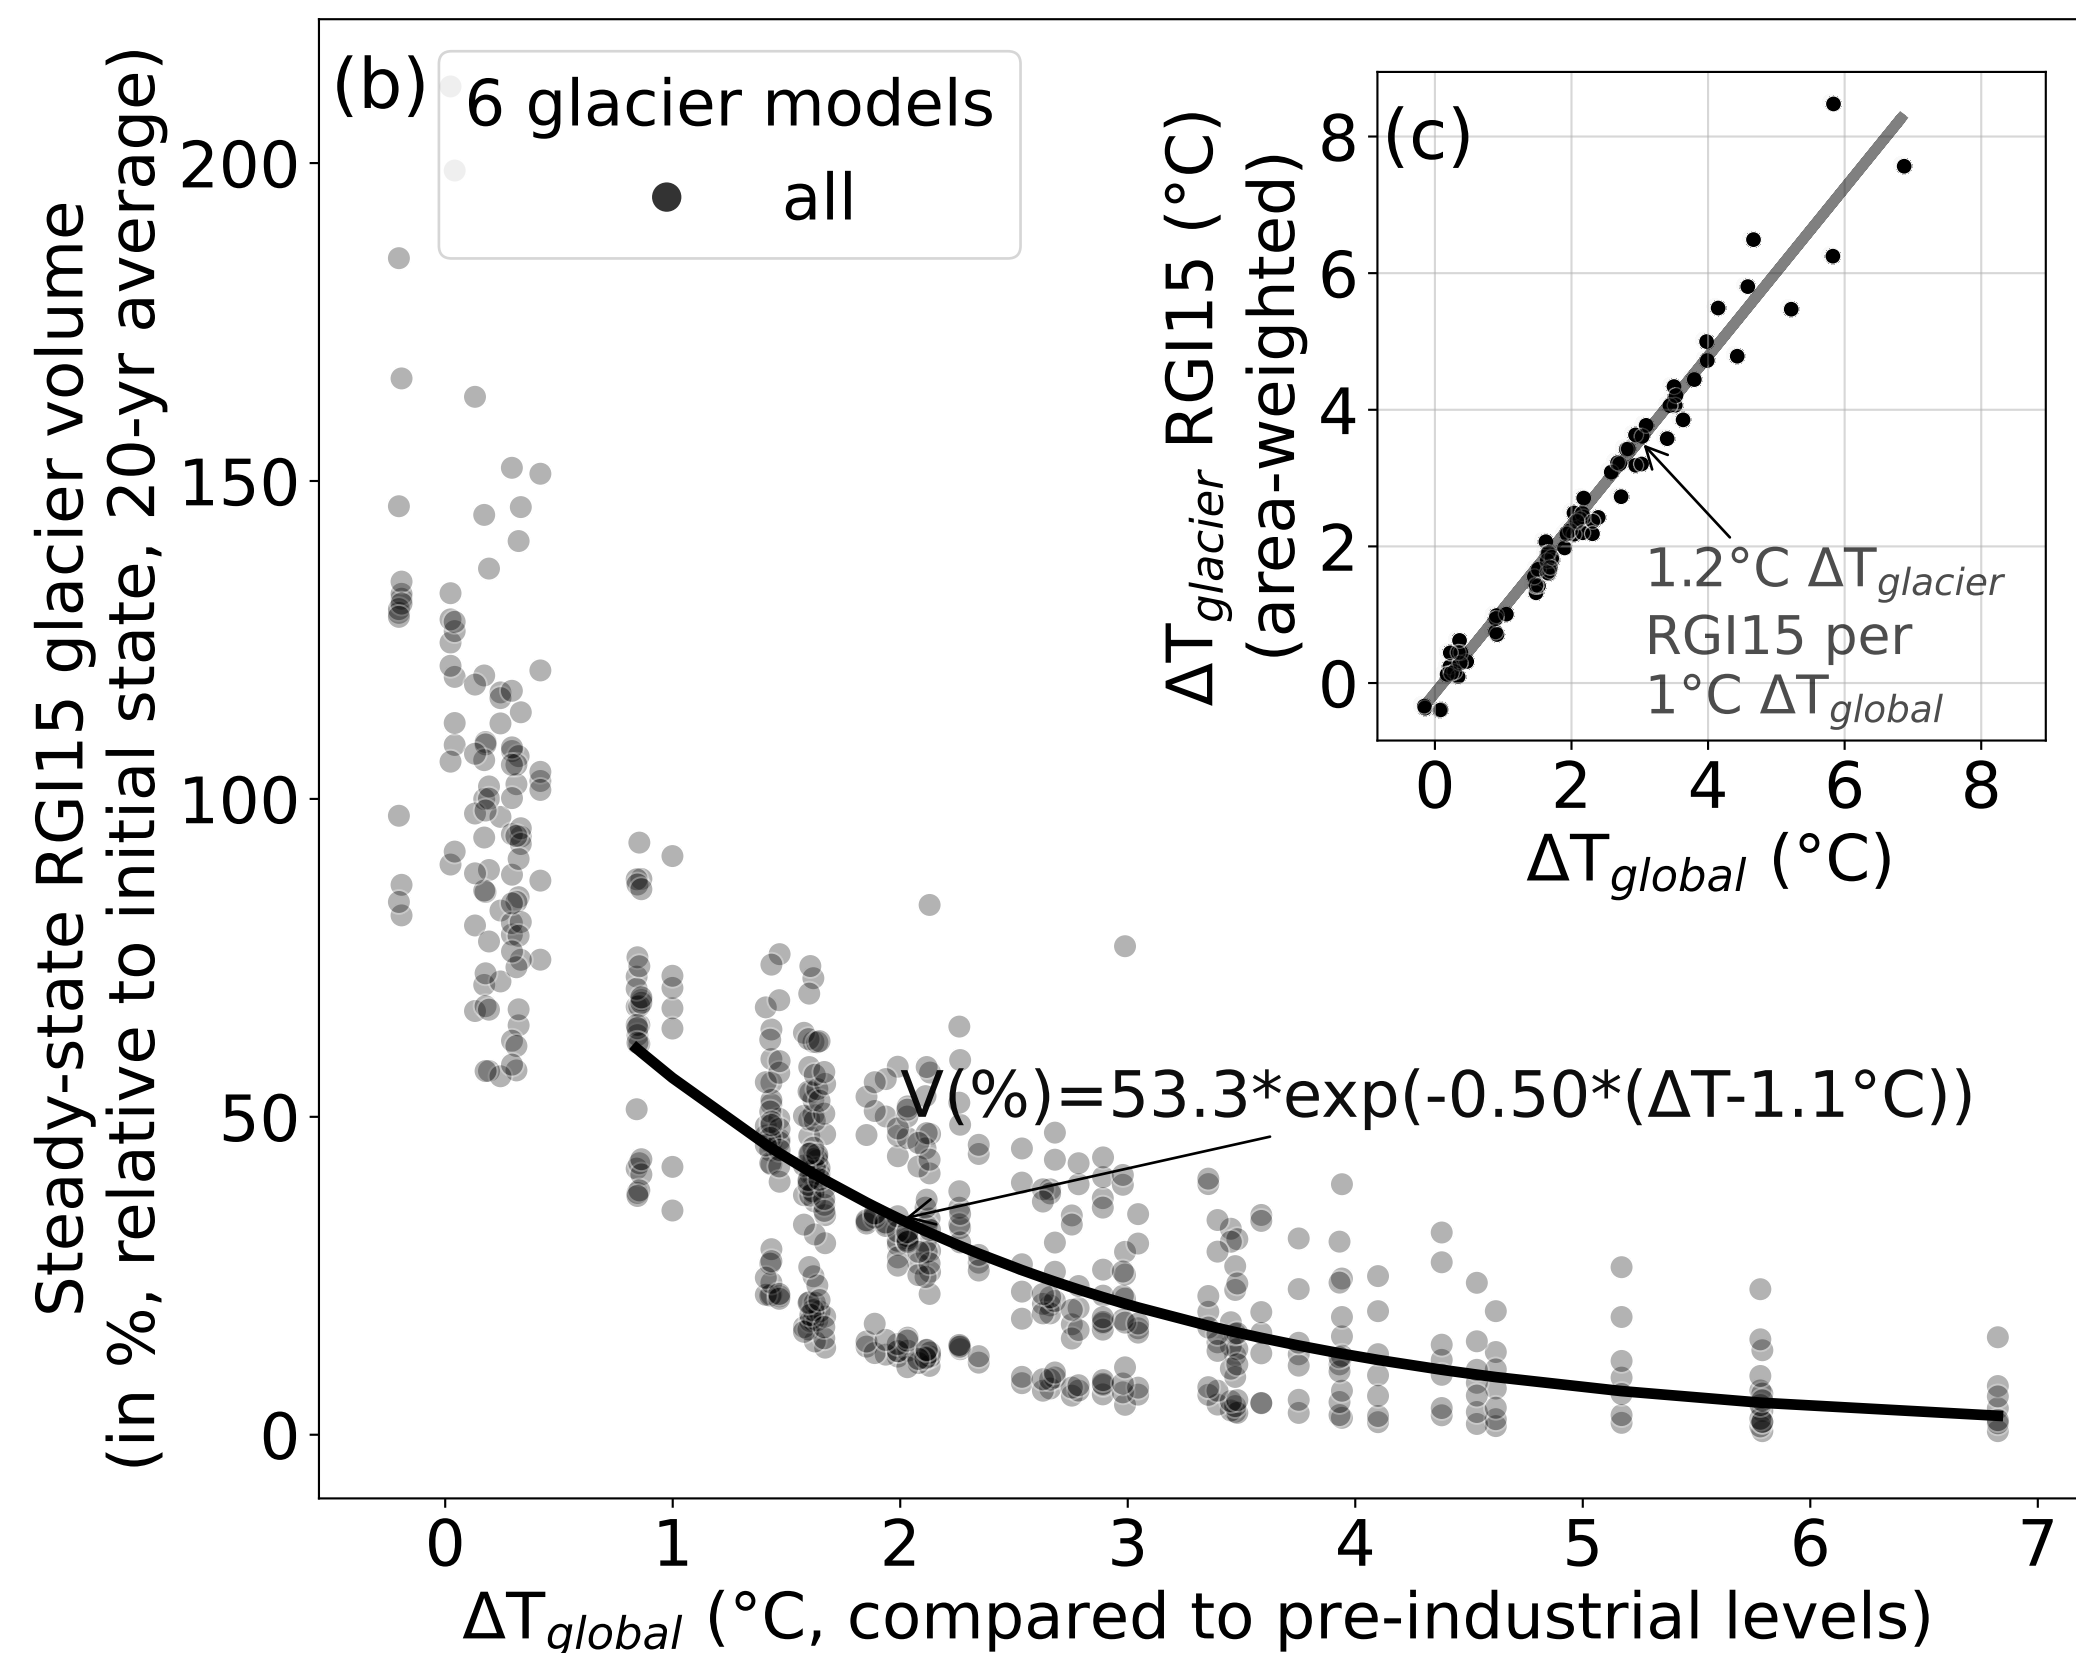 (b)
6 glacier models
all
Steady-state RGI15 glacier volume
(in %, relative to initial state, 20-yr average)
200
150
100
50
0
V(%)=53.3*exp(-0.50*(ΔT-1.1°C))
0 1 2 3 4 5 6 7
ΔTglobal (°C, compared to pre-industrial levels)
(c)
ΔTglacier RGI15 (°C)
(area-weighted)
8
6
4
2
0
1.2°C ΔTglacier
RGI15 per
1°C ΔTglobal
0 2 4 6 8
ΔTglobal (°C)